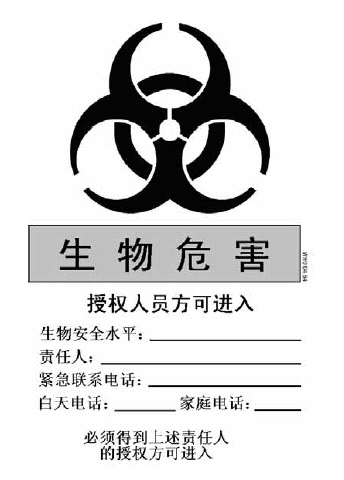 生物危害
授权人员方可进入
生物安全水平：
责任人：
紧急联系电话：
白天电话： 家庭电话：
必须得到上述责任人
的授权方可进入